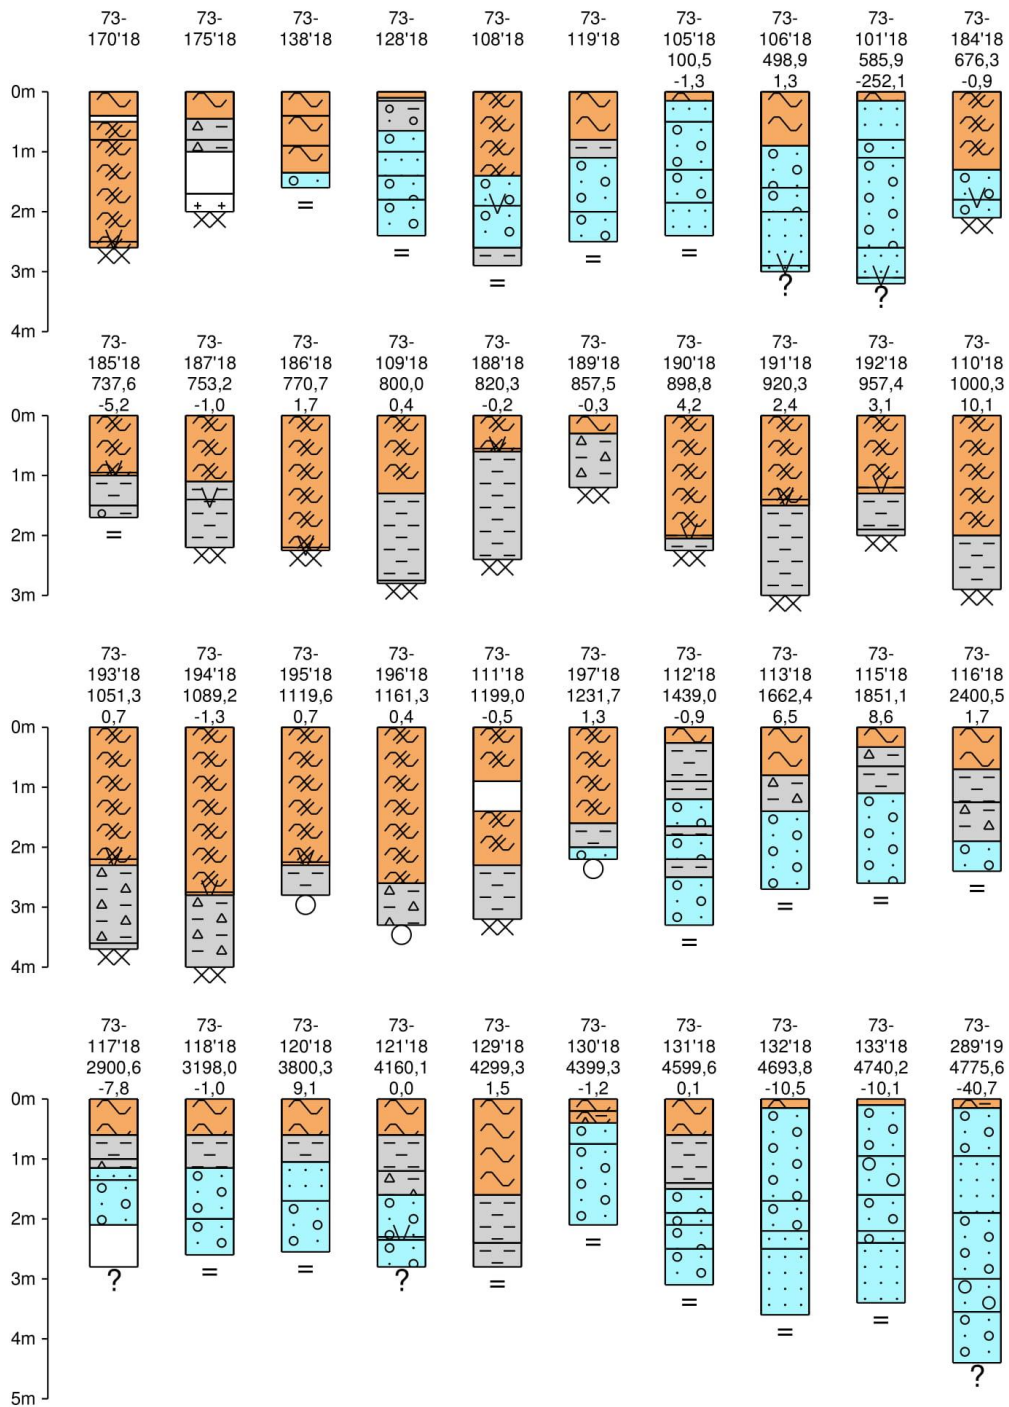 73- 73- 73- 73- 73- 73- 73- 73- 73- 73-
170'18 175'18 138'18 128'18 108'18 119'18 105'18 106'18 101'18 184'18
100,5 498,9 585,9 676,3
-1,3 1,3 -252,1 -0,9
0m
1m
2m
= ? ?
= = = =
3m
4m
73- 73- 73- 73- 73- 73- 73- 73- 73- 73-
185'18 187'18 186'18 109'18 188'18 189'18 190'18 191'18 192'18 110'18
737,6 753,2 770,7 800,0 820,3 857,5 898,8 920,3 957,4 1000,3
-5,2 -1,0 1,7 0,4 -0,2 -0,3 4,2 2,4 3,1 10,1
0m
1m
2m
=
3m
73- 73- 73- 73- 73- 73- 73- 73- 73- 73-
193'18 194'18 195'18 196'18 111'18 197'18 112'18 113'18 115'18 116'18
1051,3 1089,2 1119,6 1161,3 1199,0 1231,7 1439,0 1662,4 1851,1 2400,5
0,7 -1,3 0,7 0,4 -0,5 1,3 -0,9 6,5 8,6 1,7
0m
1m
2m
3m
= = = =
4m
73- 73- 73- 73- 73- 73- 73- 73- 73- 73-
117'18 118'18 120'18 121'18 129'18 130'18 131'18 132'18 133'18 289'19
2900,6 3198,0 3800,3 4160,1 4299,3 4399,3 4599,6 4693,8 4740,2 4775,6
-7,8 -1,0 9,1 0,0 1,5 -1,2 0,1 -10,5 -10,1 -40,7
0m
1m
2m
3m
? = = ? = = = = =
4m
?
5m